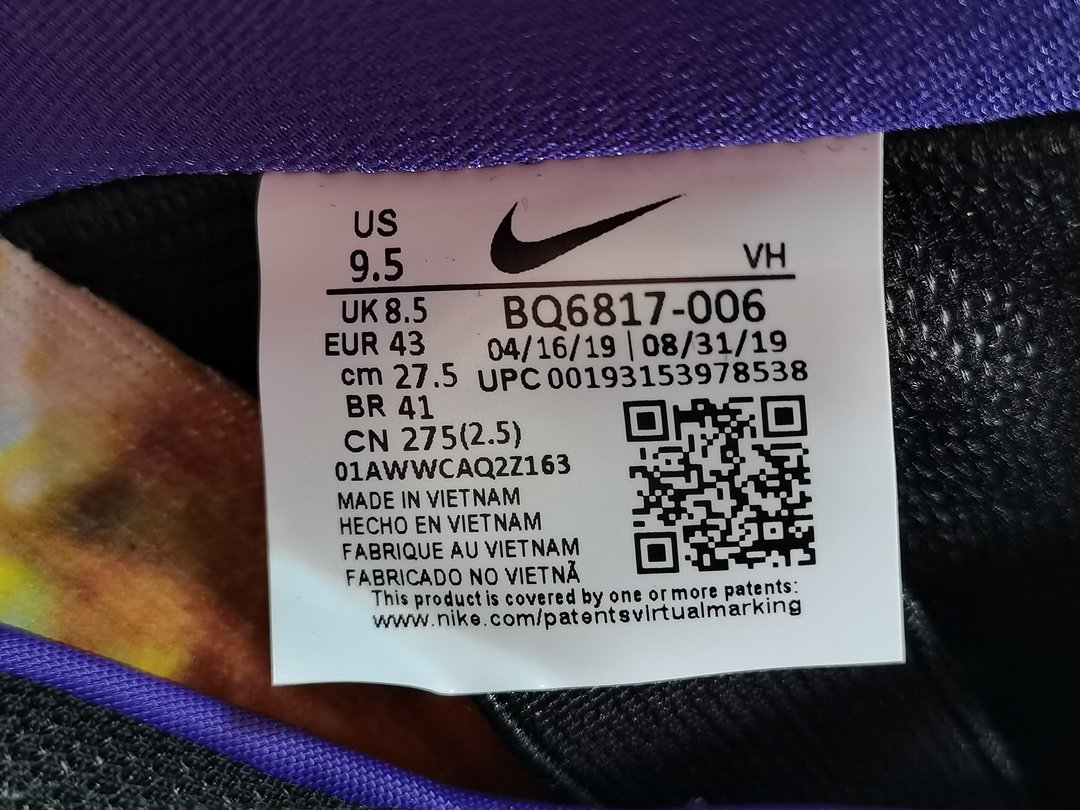 US
9.5
VH
UK 8.5
BQ6817-006
EUR 43
04/16/19 | 08/31/19
cm 27.5
UPC 00193153978538
BR 41
CN 275(2.5)
01AWWCAQ2Z163
MADE IN VIETNAM
HECHO EN VIETNAM
FABRIQUE AU VIETNAM
FABRICADO NO VIETNÃ
This product is covered by one or more patents:
www.nike.com/patentsvirtualmarking